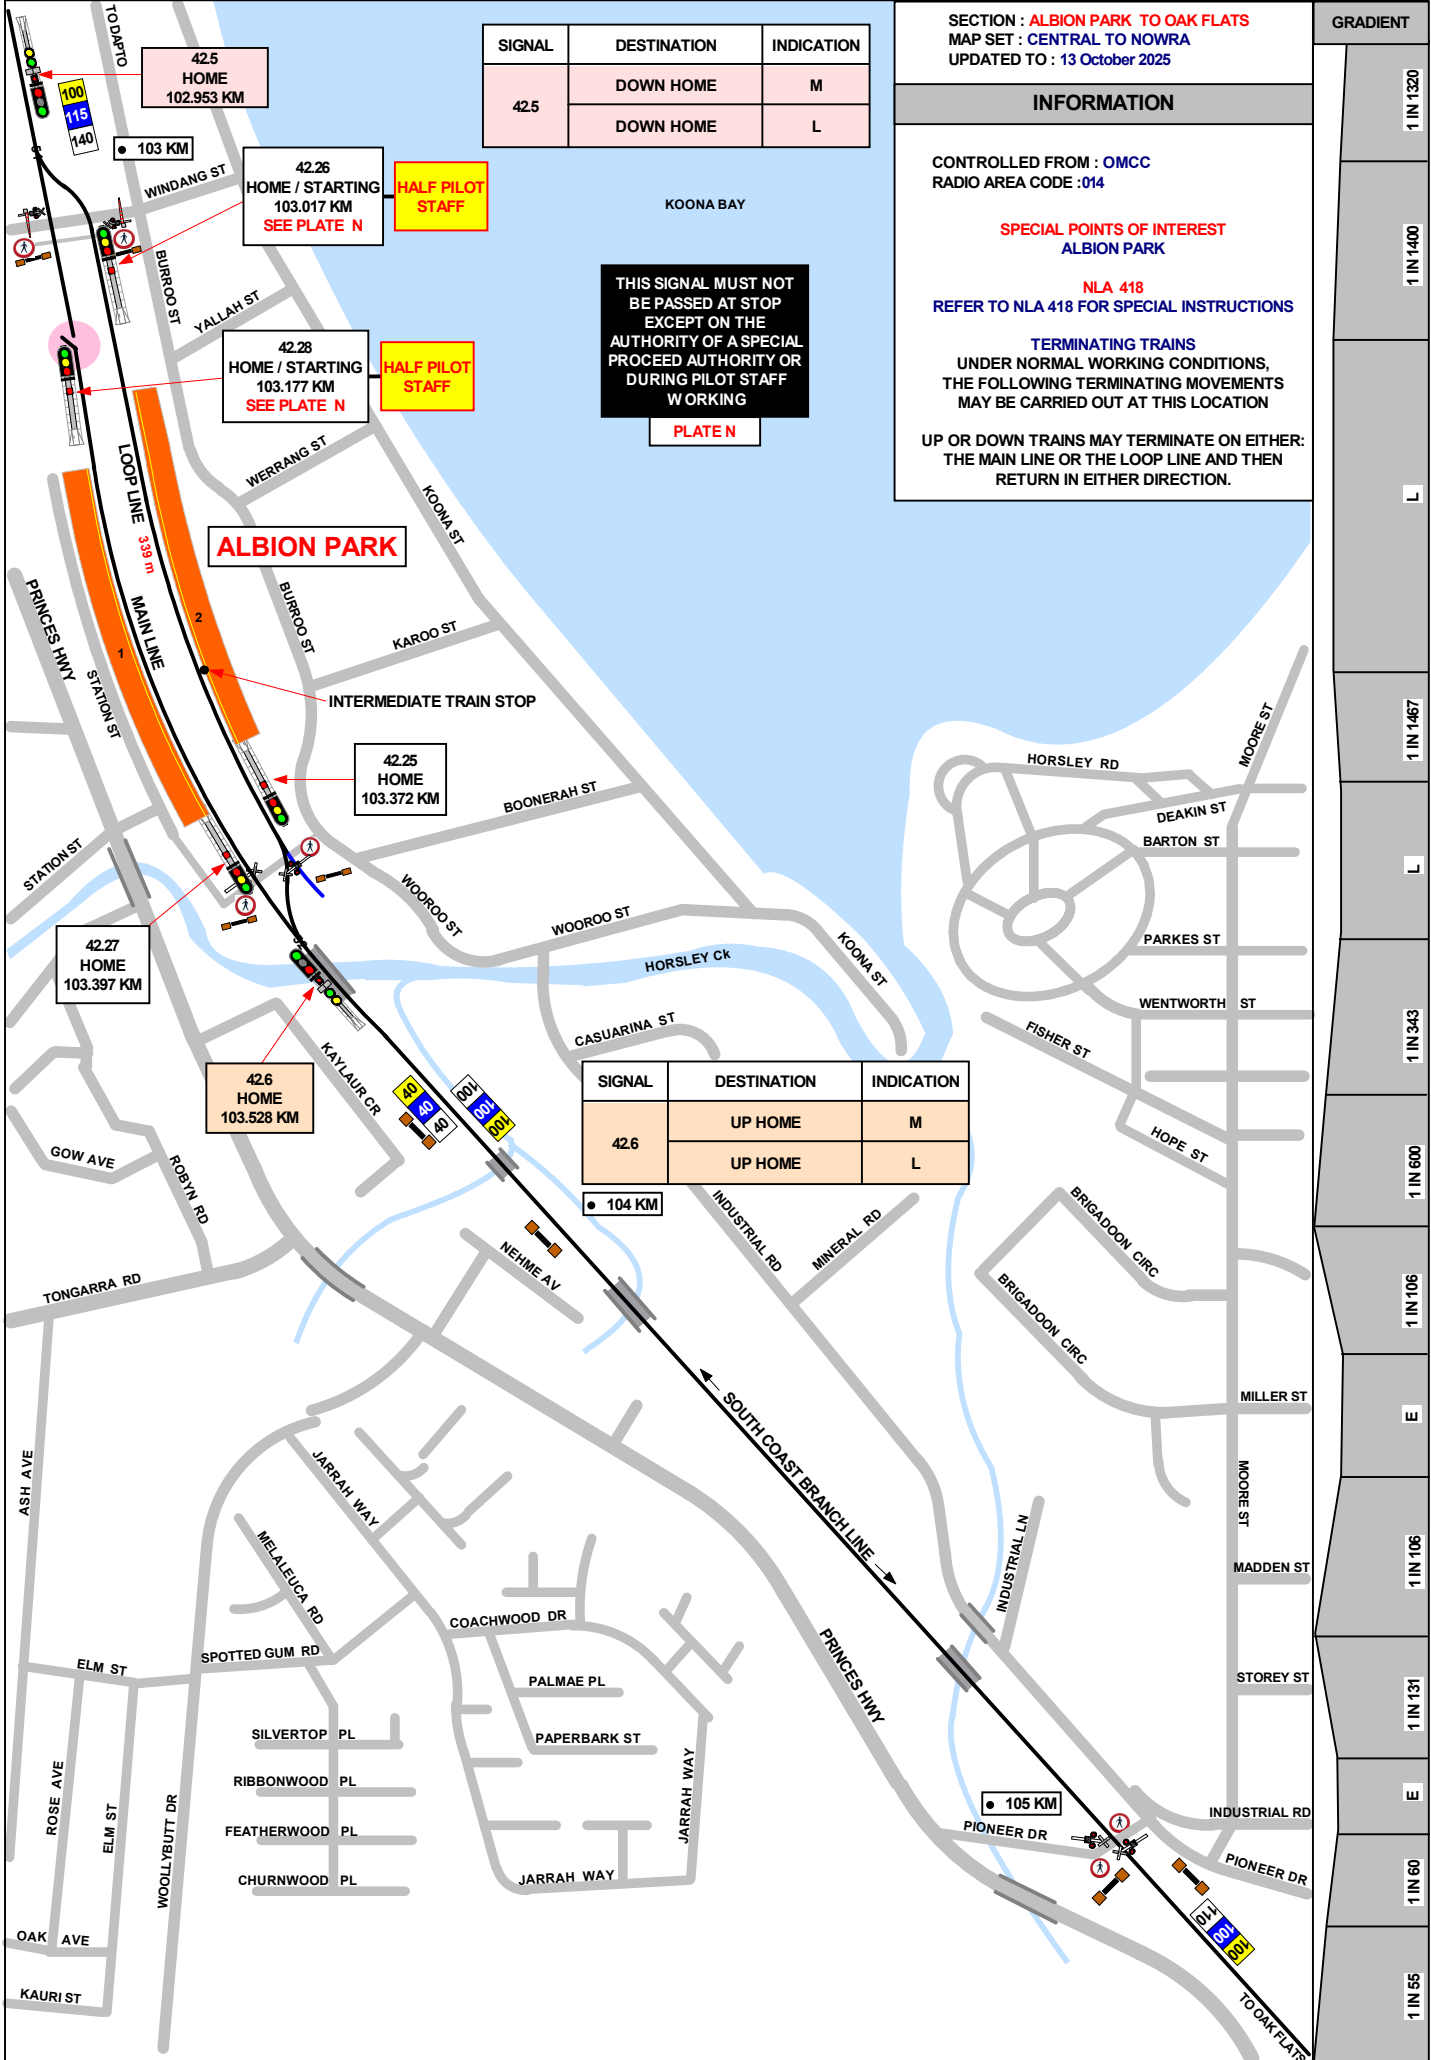 SECTION : ALBION PARK TO OAK FLATS
MAP SET : CENTRAL TO NOWRA
UPDATED TO : 13 October 2025
INFORMATION
CONTROLLED FROM : OMCC
RADIO AREA CODE :014
SPECIAL POINTS OF INTEREST
ALBION PARK
NLA 418
REFER TO NLA 418 FOR SPECIAL INSTRUCTIONS
TERMINATING TRAINS
UNDER NORMAL WORKING CONDITIONS,
THE FOLLOWING TERMINATING MOVEMENTS
MAY BE CARRIED OUT AT THIS LOCATION
UP OR DOWN TRAINS MAY TERMINATE ON EITHER:
THE MAIN LINE OR THE LOOP LINE AND THEN
RETURN IN EITHER DIRECTION.
GRADIENT
1 IN 1320
1 IN 1400
L
1 IN 1467
L
1 IN 343
1 IN 600
1 IN 106
E
1 IN 106
1 IN 131
E
1 IN 60
1 IN 55
SIGNAL DESTINATION INDICATION
42.5 DOWN HOME M
DOWN HOME L
TO DAPTO
42.5
HOME
102.953 KM
100
115
140
51
103 KM
WINDANG ST
42.26
HOME / STARTING
103.017 KM
SEE PLATE N
HALF PILOT
STAFF
KOONA BAY
BURROO ST
YALLAH ST
THIS SIGNAL MUST NOT
BE PASSED AT STOP
EXCEPT ON THE
AUTHORITY OF A SPECIAL
PROCEED AUTHORITY OR
DURING PILOT STAFF
WORKING
PLATE N
42.28
HOME / STARTING
103.177 KM
SEE PLATE N
HALF PILOT
STAFF
WERRANG ST
KOONA ST
LOOP LINE 339 m
ALBION PARK
PRINCES HWY
MAIN LINE
1
2
BURROO ST
KAROO ST
STATION ST
INTERMEDIATE TRAIN STOP
42.25
HOME
103.372 KM
BOONERAH ST
STATION ST
WOOROO ST
WOOROO ST
KOONA ST
HORSLEY Ck
42.27
HOME
103.397 KM
52
HORSLEY RD
MOORE ST
DEAKIN ST
BARTON ST
PARKES ST
WENTWORTH ST
FISHER ST
HOPE ST
CASUARINA ST
KAYLAUR CR
42.6
HOME
103.528 KM
40
40
40
100
100
100
SIGNAL DESTINATION INDICATION
42.6 UP HOME M
UP HOME L
104 KM
GOW AVE
ROBYN RD
TONGARRA RD
NEHME AV
INDUSTRIAL RD
MINERAL RD
BRIGADOON CIRC
BRIGADOON CIRC
MILLER ST
SOUTH COAST BRANCH LINE
ASH AVE
JARRAH WAY
MELALEUCA RD
MOORE ST
INDUSTRIAL LN
MADDEN ST
COACHWOOD DR
SPOTTED GUM RD
ELM ST
PALMAE PL
PRINCES HWY
STOREY ST
SILVERTOP PL
PAPERBARK ST
RIBBONWOOD PL
JARRAH WAY
ROSE AVE
ELM ST
WOOLLYBUTT DR
FEATHERWOOD PL
CHURNWOOD PL
JARRAH WAY
105 KM
PIONEER DR
INDUSTRIAL RD
PIONEER DR
110
100
100
OAK AVE
KAURI ST
TO OAK FLATS